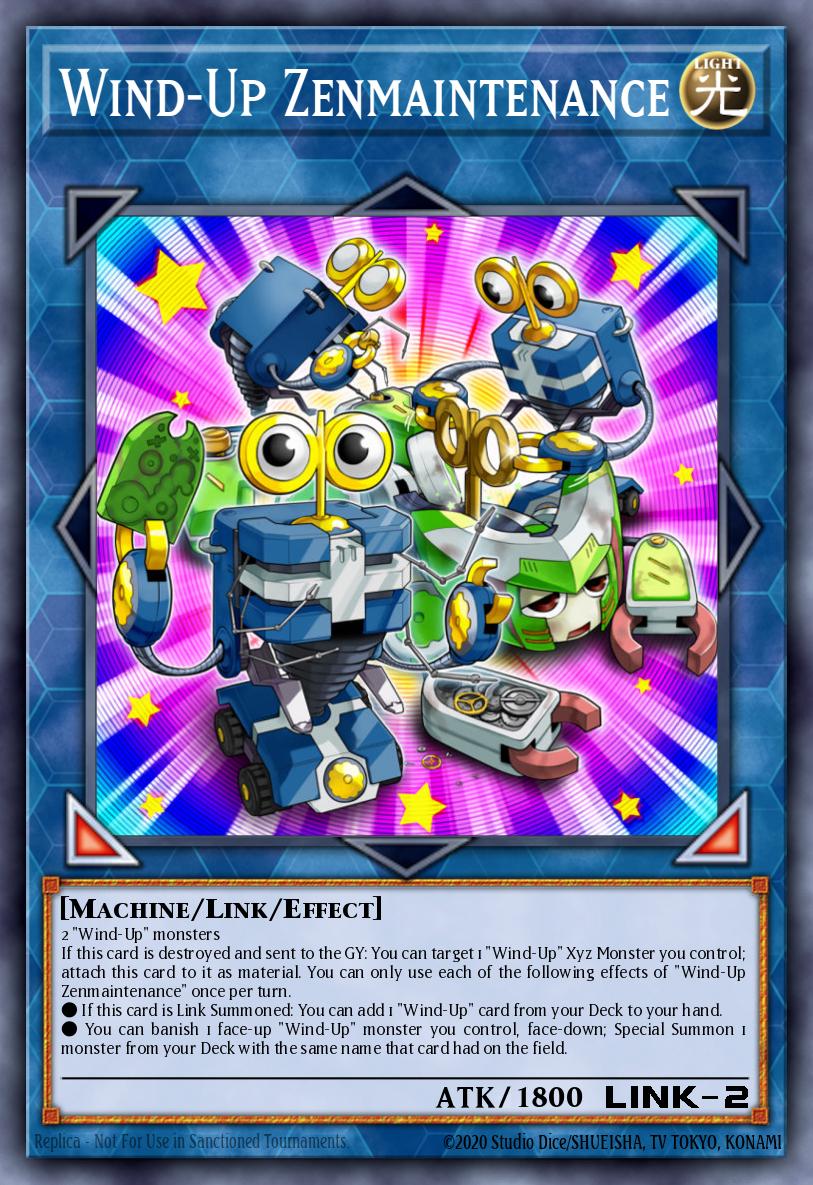 WIND-UP ZENMAINTENANCE
LIGHT
光
[MACHINE/LINK/EFFECT]
2 "Wind-Up" monsters
If this card is destroyed and sent to the GY: You can target 1 "Wind-Up" Xyz Monster you control;
attach this card to it as material. You can only use each of the following effects of "Wind-Up
Zenmaintenance" once per turn.
● If this card is Link Summoned: You can add 1 "Wind-Up" card from your Deck to your hand.
● You can banish 1 face-up "Wind-Up" monster you control, face-down; Special Summon 1
monster from your Deck with the same name that card had on the field.
ATK/1800 LINK-2
Replica - Not For Use in Sanctioned Tournaments.
©2020 Studio Dice/SHUEISHA, TV TOKYO, KONAMI